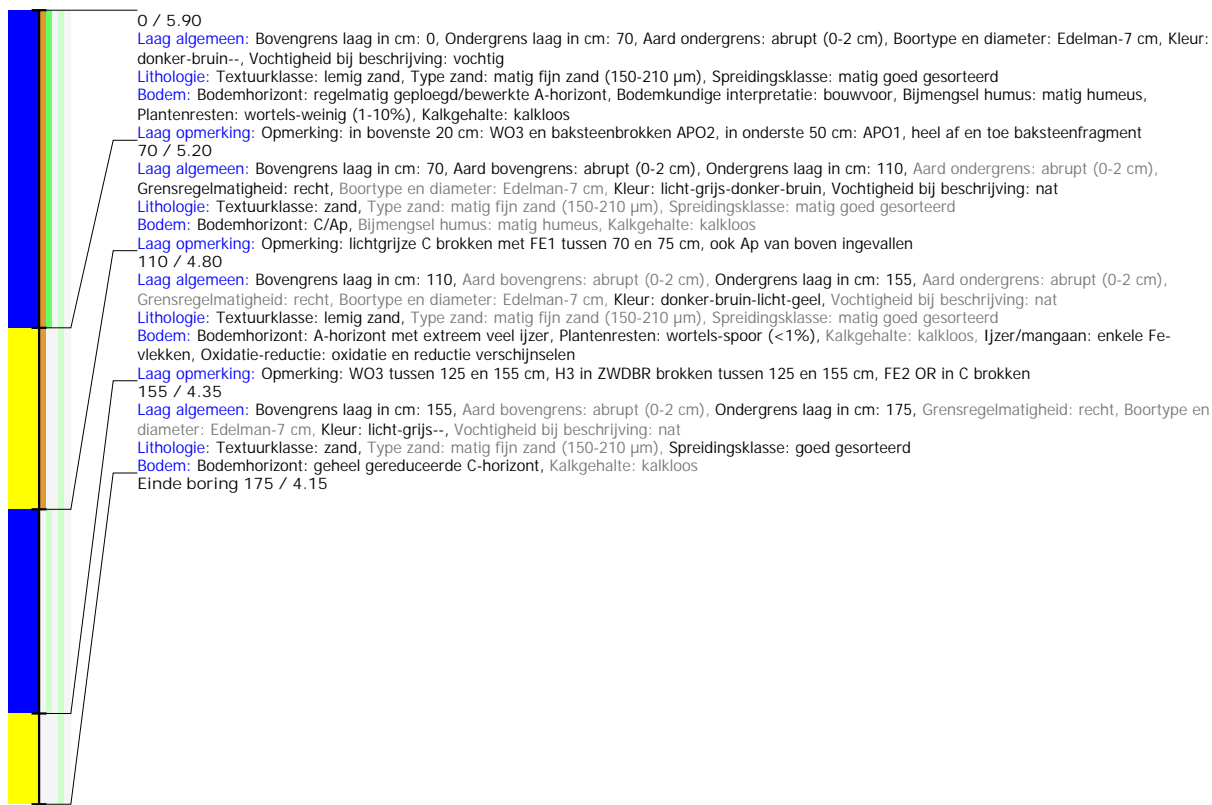 0 / 5.90
Laag algemeen: Bovengrens laag in cm: 0, Ondergrens laag in cm: 70, Aard ondergrens: abrupt (0-2 cm), Boortype en diameter: Edelman-7 cm, Kleur:
donker-bruin--, Vochtigheid bij beschrijving: vochtig
Lithologie: Textuurklasse: lemig zand, Type zand: matig fijn zand (150-210 µm), Spreidingsklasse: matig goed gesorteerd
Bodem: Bodemhorizont: regelmatig geploegd/bewerkte A-horizont, Bodemkundige interpretatie: bouwvoor, Bijmengsel humus: matig humeus,
Plantenresten: wortels-weinig (1-10%), Kalkgehalte: kalkloos
Laag opmerking: Opmerking: in bovenste 20 cm: WO3 en baksteenbrokken APO2, in onderste 50 cm: APO1, heel af en toe baksteenfragment
70 / 5.20
Laag algemeen: Bovengrens laag in cm: 70, Aard bovengrens: abrupt (0-2 cm), Ondergrens laag in cm: 110, Aard ondergrens: abrupt (0-2 cm),
Grensregelmatigheid: recht, Boortype en diameter: Edelman-7 cm, Kleur: licht-grijs-donker-bruin, Vochtigheid bij beschrijving: nat
Lithologie: Textuurklasse: zand, Type zand: matig fijn zand (150-210 µm), Spreidingsklasse: matig goed gesorteerd
Bodem: Bodemhorizont: C/Ap, Bijmengsel humus: matig humeus, Kalkgehalte: kalkloos
Laag opmerking: Opmerking: lichtgrijze C brokken met FE1 tussen 70 en 75 cm, ook Ap van boven ingevallen
110 / 4.80
Laag algemeen: Bovengrens laag in cm: 110, Aard bovengrens: abrupt (0-2 cm), Ondergrens laag in cm: 155, Aard ondergrens: abrupt (0-2 cm),
Grensregelmatigheid: recht, Boortype en diameter: Edelman-7 cm, Kleur: donker-bruin-licht-geel, Vochtigheid bij beschrijving: nat
Lithologie: Textuurklasse: lemig zand, Type zand: matig fijn zand (150-210 µm), Spreidingsklasse: matig goed gesorteerd
Bodem: Bodemhorizont: A-horizont met extreem veel ijzer, Plantenresten: wortels-spoor (<1%), Kalkgehalte: kalkloos, Ijzer/mangaan: enkele Fe-
vlekken, Oxidatie-reductie: oxidatie en reductie verschijnselen
Laag opmerking: Opmerking: WO3 tussen 125 en 155 cm, H3 in ZWDBR brokken tussen 125 en 155 cm, FE2 OR in C brokken
155 / 4.35
Laag algemeen: Bovengrens laag in cm: 155, Aard bovengrens: abrupt (0-2 cm), Ondergrens laag in cm: 175, Grensregelmatigheid: recht, Boortype en
diameter: Edelman-7 cm, Kleur: licht-grijs--, Vochtigheid bij beschrijving: nat
Lithologie: Textuurklasse: zand, Type zand: matig fijn zand (150-210 µm), Spreidingsklasse: goed gesorteerd
Bodem: Bodemhorizont: geheel gereduceerde C-horizont, Kalkgehalte: kalkloos
Einde boring 175 / 4.15